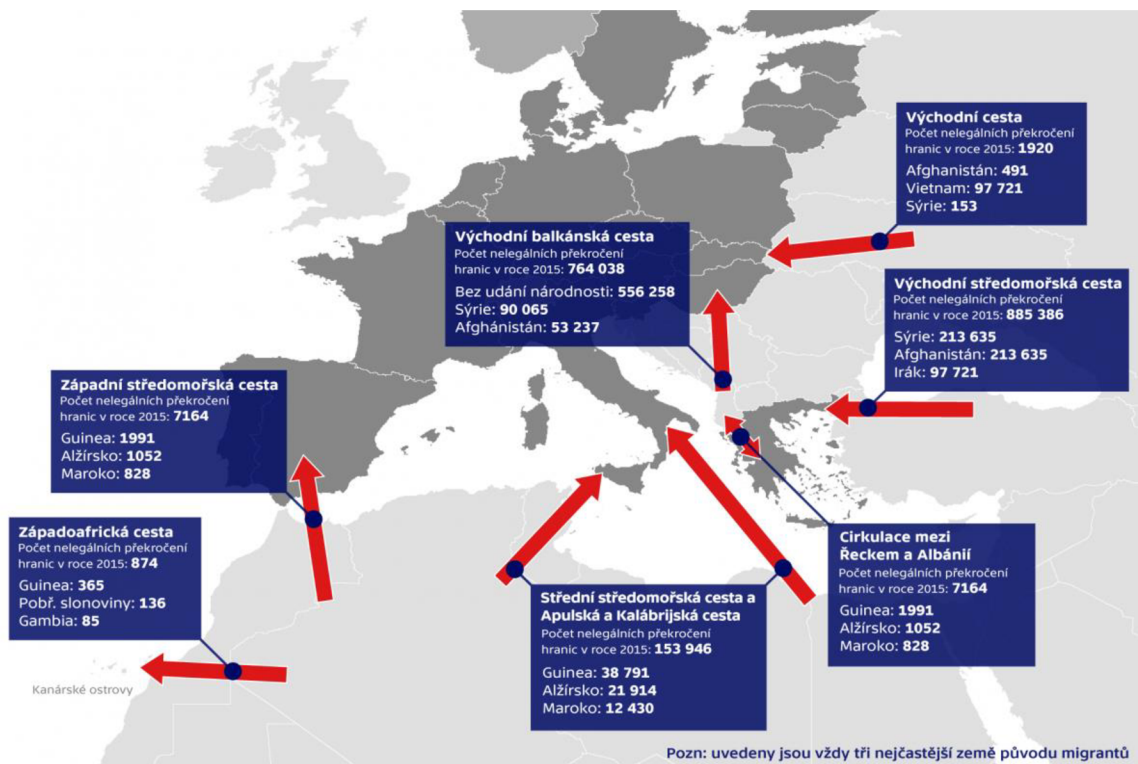 Východní cesta
Počet nelegálních překročení
hranic v roce 2015: 1920
Afghanistán: 491
Vietnam: 97 721
Sýrie: 153
Východní balkánská cesta
Počet nelegálních překročení
hranic v roce 2015: 764 038
Bez udání národnosti: 556 258
Sýrie: 90 065
Afghánistán: 53 237
Východní středomořská cesta
Počet nelegálních překročení
hranic v roce 2015: 885 386
Sýrie: 213 635
Afghanistán: 213 635
Irák: 97 721
Západní středomořská cesta
Počet nelegálních překročení
hranic v roce 2015: 7164
Guinea: 1991
Alžírsko: 1052
Maroko: 828
Západoafrická cesta
Počet nelegálních překročení
hranic v roce 2015: 874
Guinea: 365
Pobř. slonoviny: 136
Gambia: 85
Kanárské ostrovy
Střední středomořská cesta a
Apulská a Kalábrijská cesta
Počet nelegálních překročení
hranic v roce 2015: 153 946
Guinea: 38 791
Alžírsko: 21 914
Maroko: 12 430
Cirkulace mezi
Řeckem a Albánií
Počet nelegálních překročení
hranic v roce 2015: 7164
Guinea: 1991
Alžírsko: 1052
Maroko: 828
Pozn: uvedeny jsou vždy tři nejčastější země původu migrantů